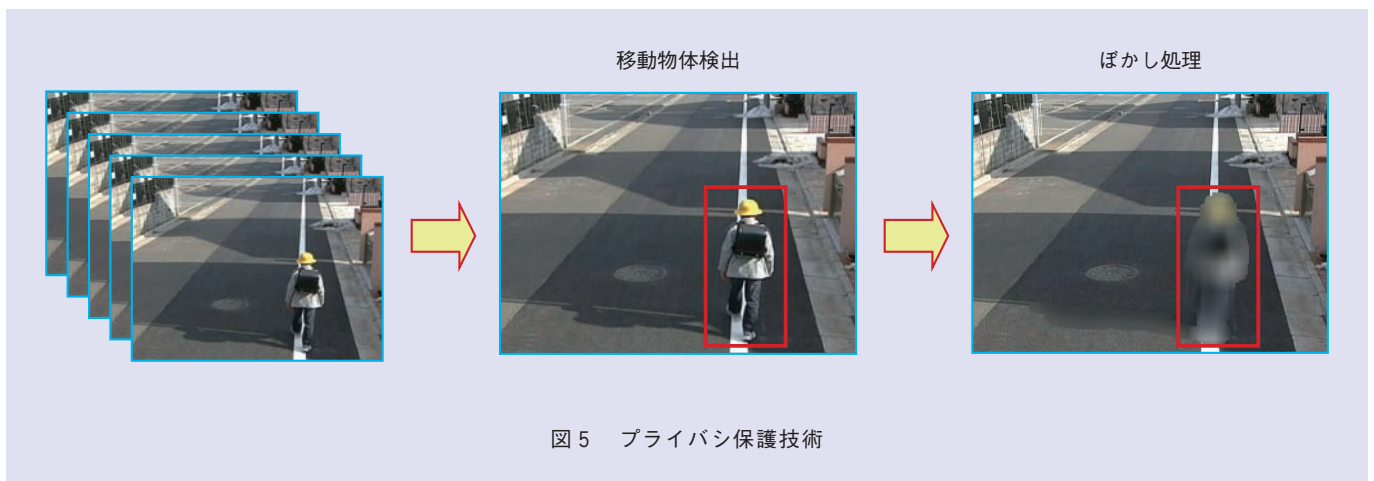 移動物体検出
ぼかし処理
図5 プライバシ保護技術